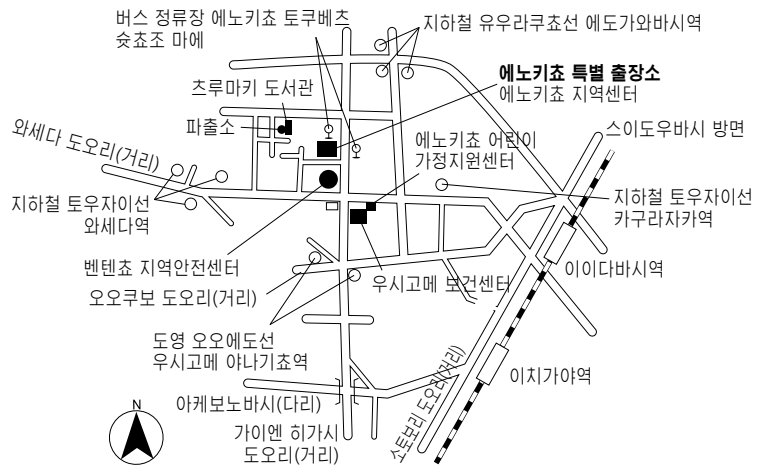 버스 정류장 에노키쵸 토쿠베츠
슛쵸조 마에
지하철 유우라쿠쵸선 에도가와바시역
츠루마키 도서관
에노키쵸 특별 출장소
에노키쵸 지역센터
파출소
와세다 도오리(거리)
에노키쵸 어린이
가정지원센터
스이도우바시 방면
지하철 토우자이선
와세다역
지하철 토우자이선
카구라자카역
벤텐쵸 지역안전센터
우시고메 보건센터
이이다바시역
오오쿠보 도오리(거리)
도영 오오에도선
우시고메 야나기쵸역
소토보리 도오리(거리)
이치가야역
아케보노바시(다리)
N
가이엔 히가시
도오리(거리)